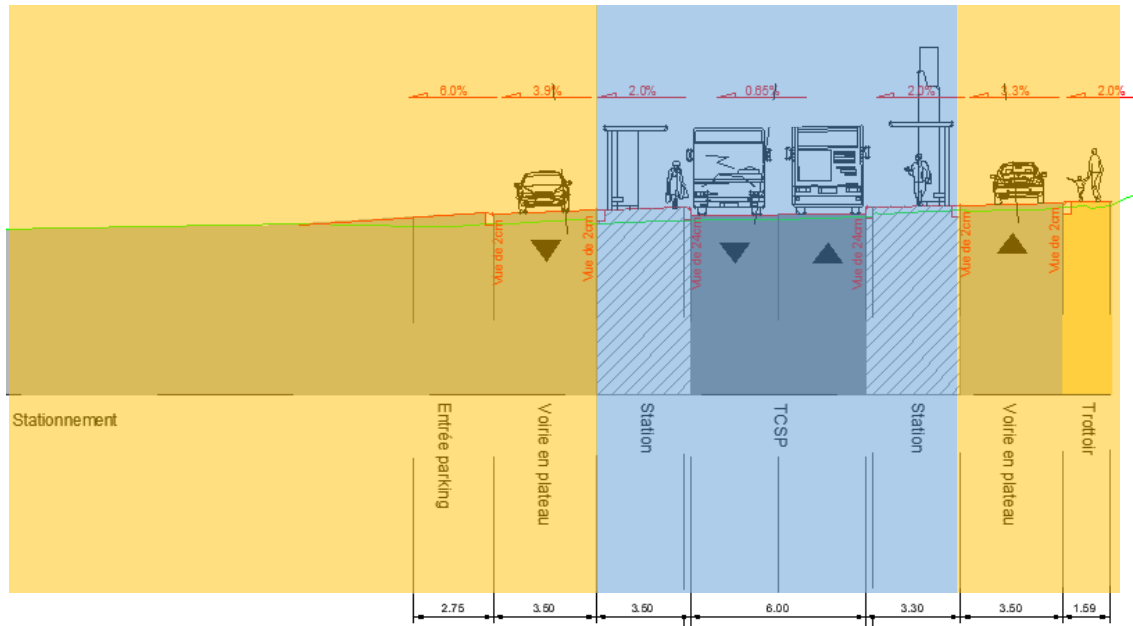 6.0% 3.9% 2.0% 0.65% 2.0% 3.3% 2.0%
Vue de 2cm
Vue de 2cm
Vue de 24cm
Vue de 24cm
Vue de 2cm
Vue de 2cm
Stationnement
Entrée parking
Voirie en plateau
Station
TCSP
Station
Voirie en plateau
Trottoir
2.75 3.50 3.50 6.00 3.30 3.50 1.59